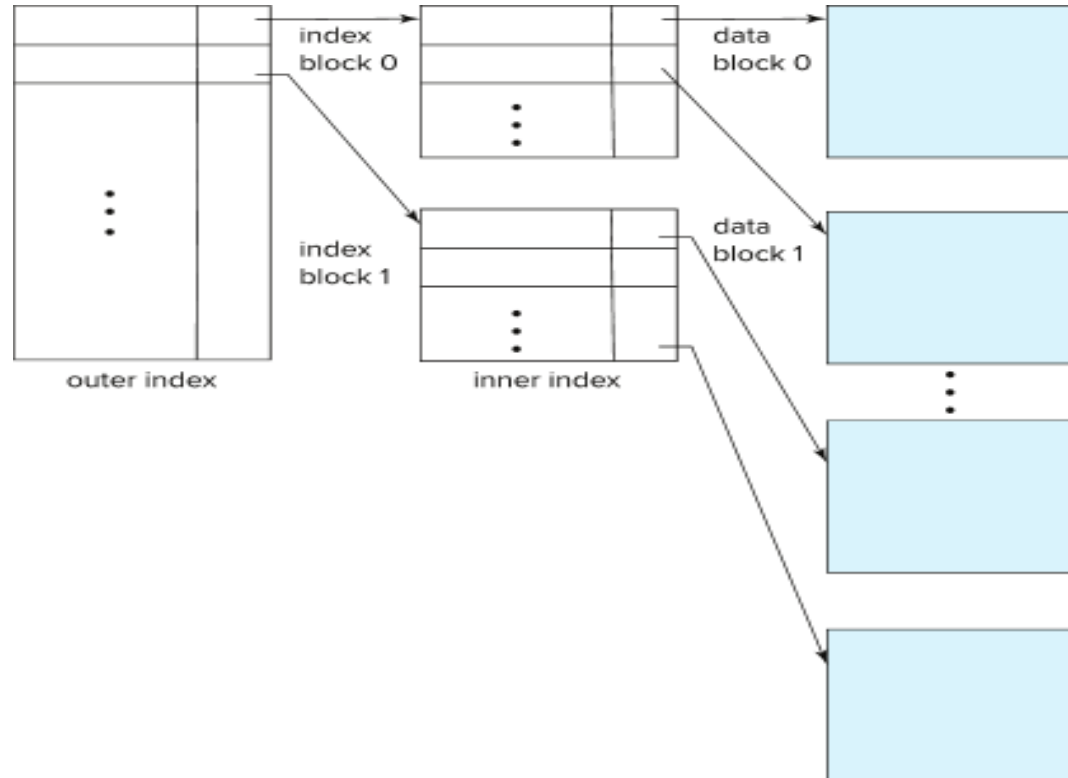 index
block 0
data
block 0
index
block 1
data
block 1
outer index
inner index